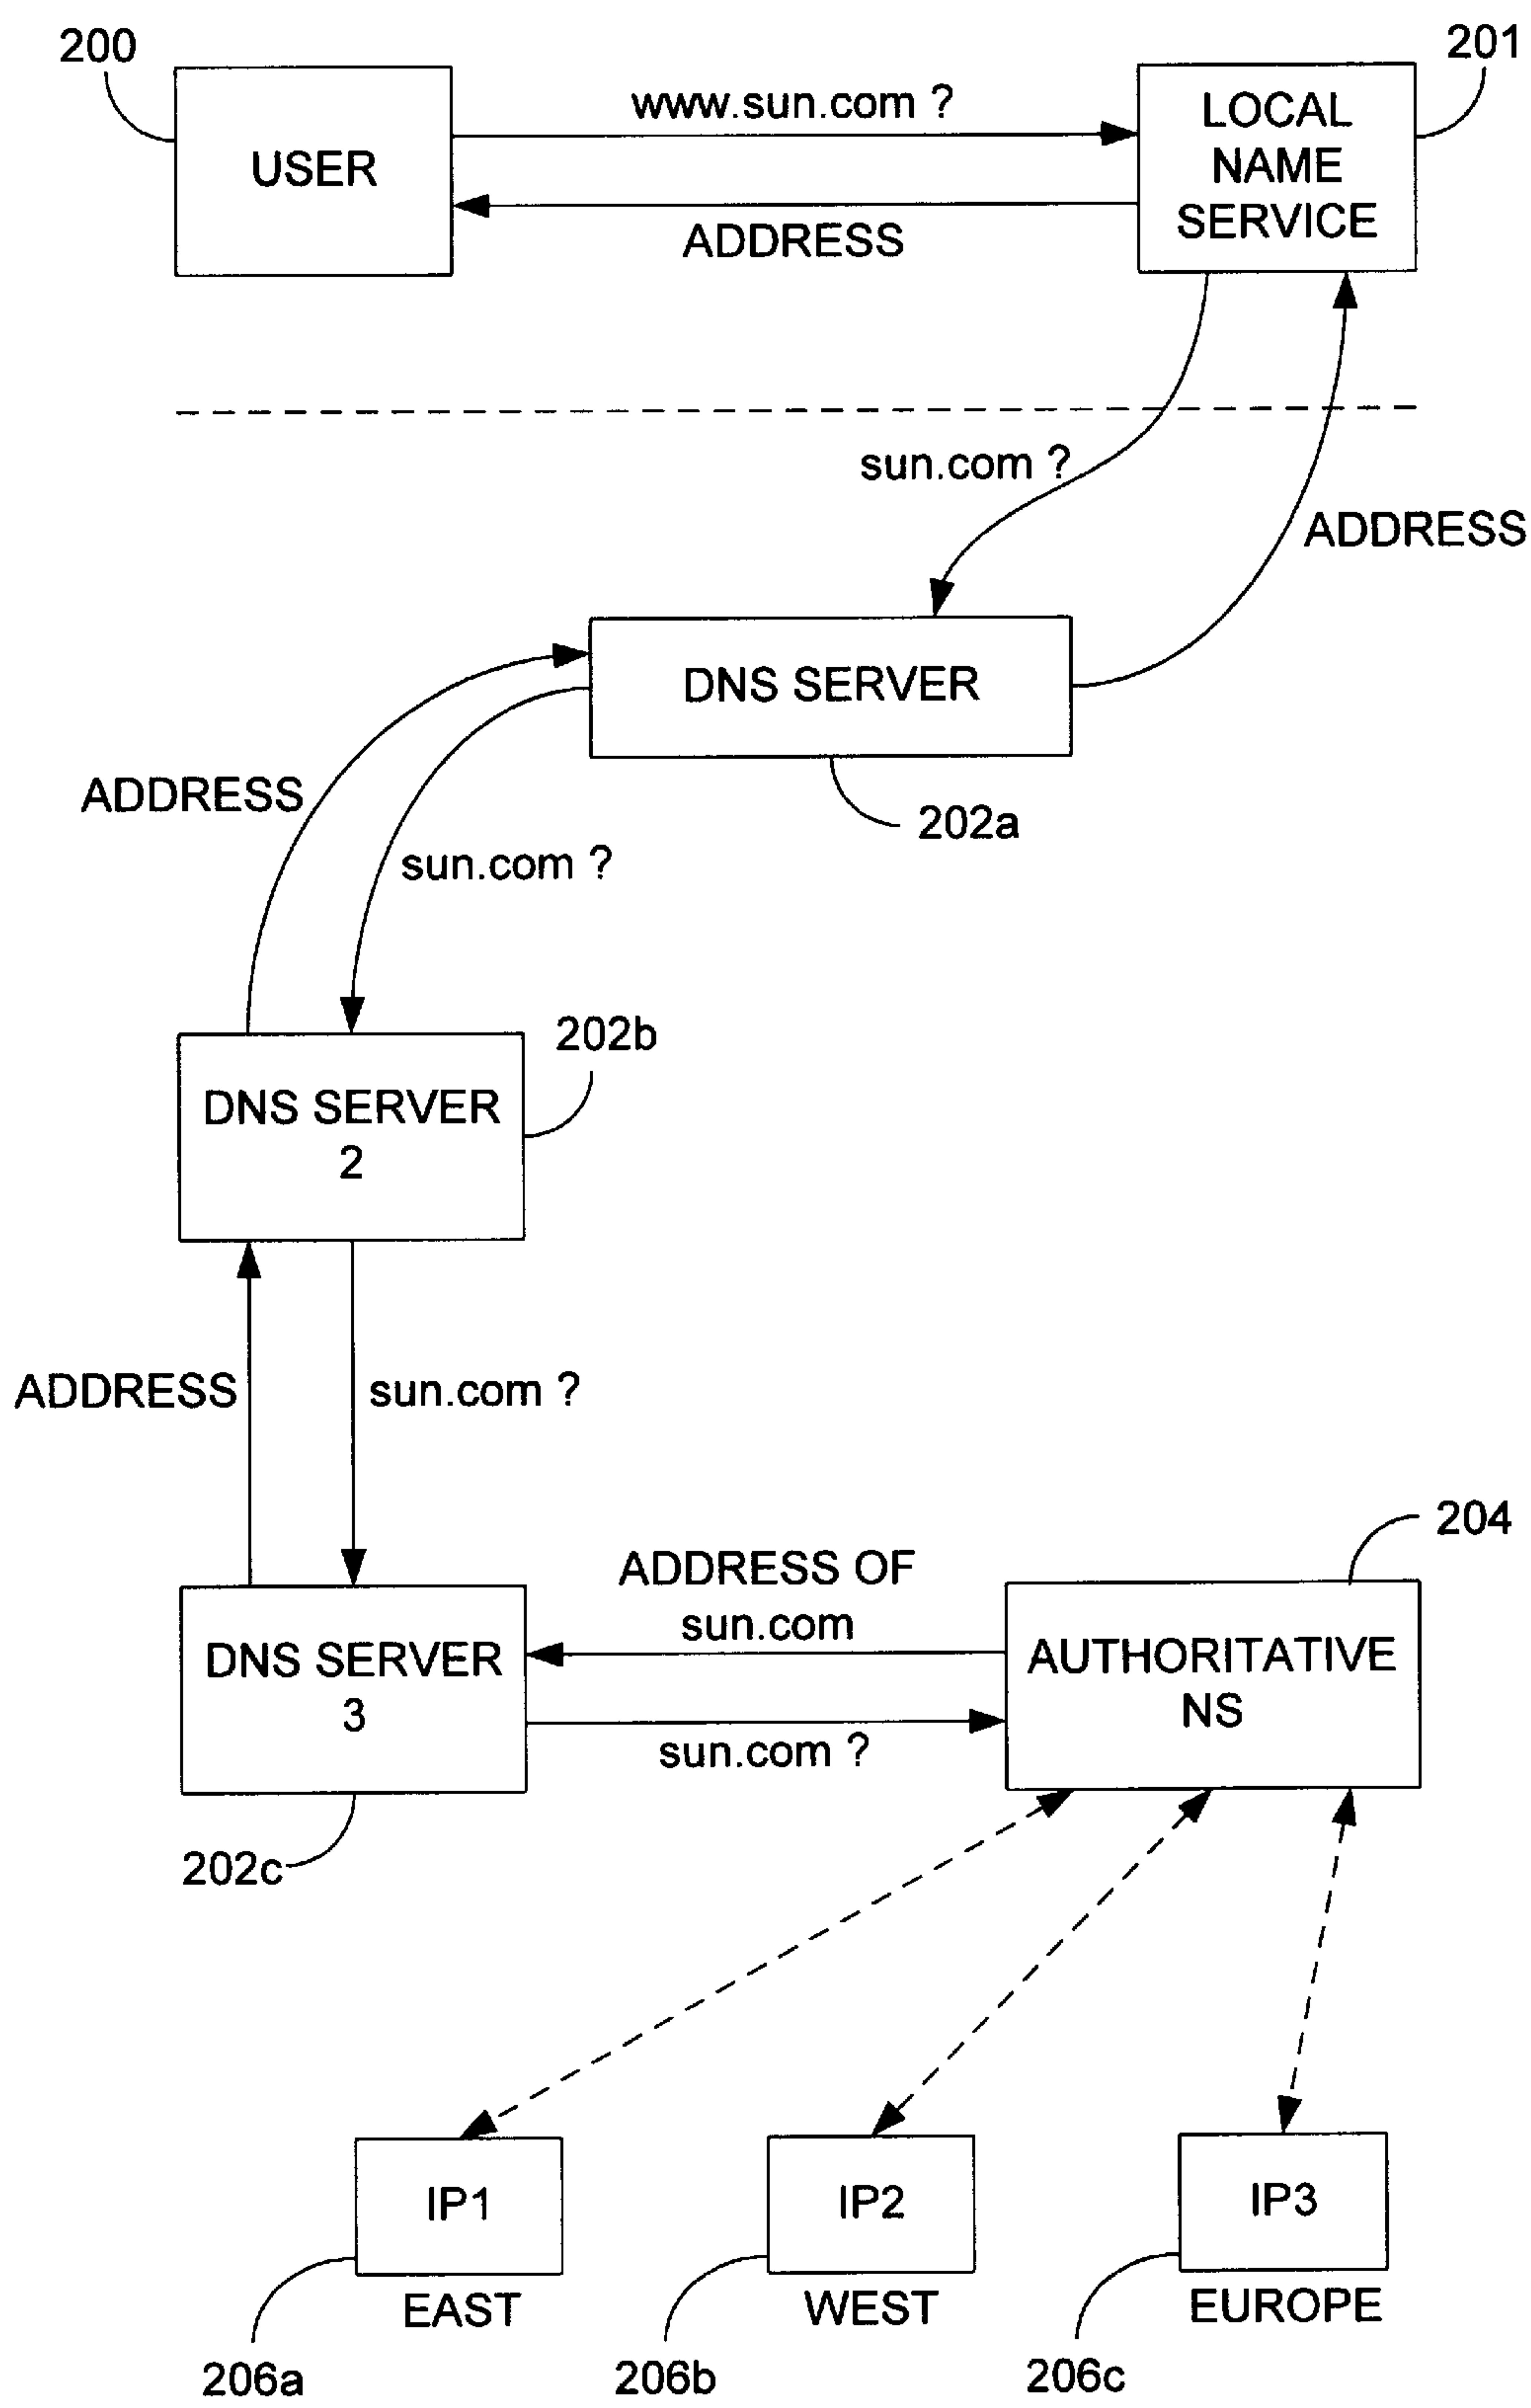 200
201
USER
www.sun.com ?
ADDRESS
LOCAL
NAME
SERVICE
sun.com ?
ADDRESS
DNS SERVER
202a
ADDRESS
sun.com ?
202b
DNS SERVER
2
ADDRESS
sun.com ?
204
ADDRESS OF
sun.com
DNS SERVER
3
AUTHORITATIVE
NS
sun.com ?
202c
IP1
IP2
IP3
EAST
WEST
EUROPE
206a
206b
206c